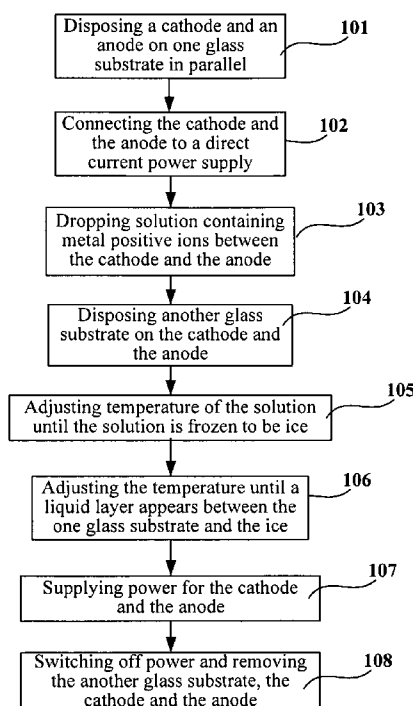 Disposing a cathode and an
anode on one glass
substrate in parallel
101
Connecting the cathode and
the anode to a direct
current power supply
102
Dropping solution containing
metal positive ions between
the cathode and the anode
103
Disposing another glass
substrate on the cathode and
the anode
104
Adjusting temperature of the solution
until the solution is frozen to be ice
105
Adjusting the temperature until a
liquid layer appears between the
one glass substrate and the ice
106
Supplying power for the cathode
and the anode
107
Switching off power and removing
the another glass substrate, the
cathode and the anode
108